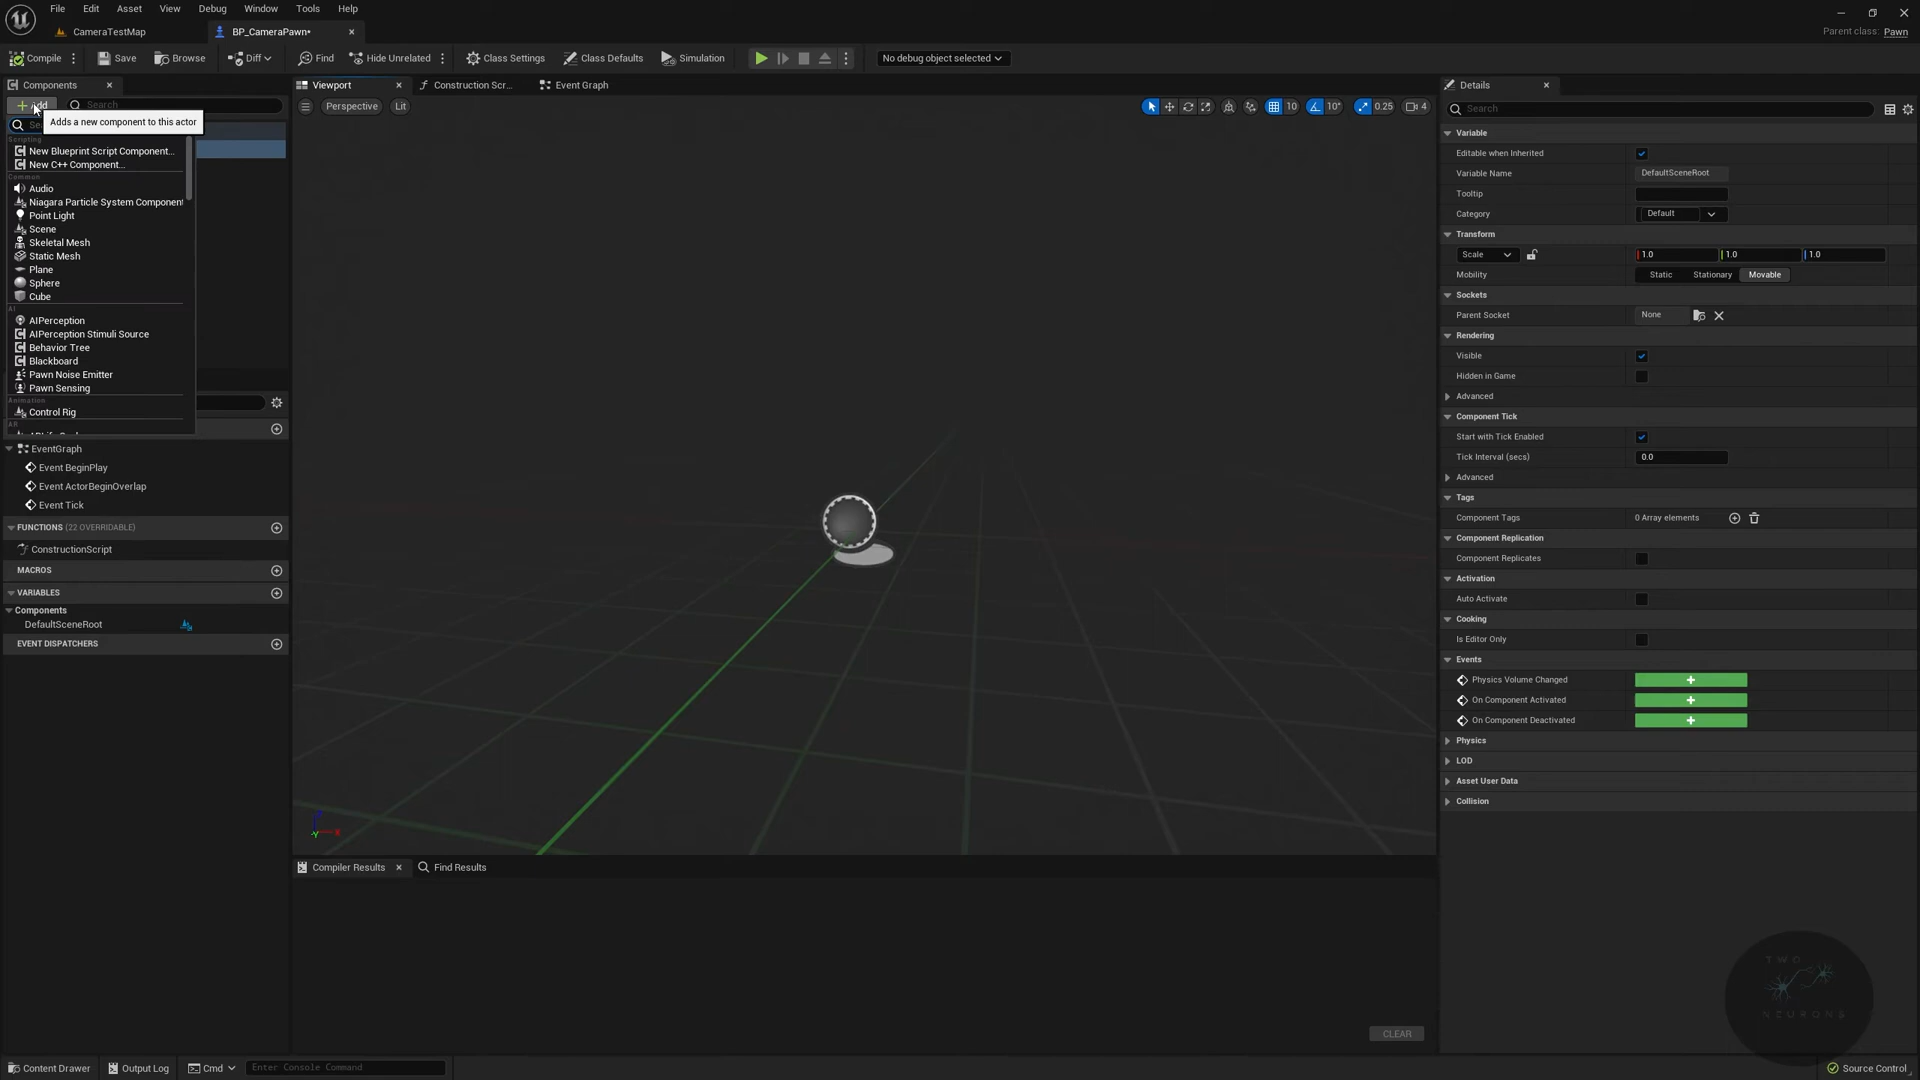 File Edit Asset View Debug Window Tools Help
CameraTestMap
BP_CameraPawn•
Parent class: Pawn
Compile
Save
Browse
Diff
Find
Hide Unrelated
Class Settings
Class Defaults
Simulation
No debug object selected
Components
Add
Search
Adds a new component to this actor
Scripting
New Blueprint Script Component...
New C++ Component...
Common
Audio
Niagara Particle System Component
Point Light
Scene
Skeletal Mesh
Static Mesh
Plane
Sphere
Cube
AI
AIPerception
AIPerception Stimuli Source
Behavior Tree
Blackboard
Pawn Noise Emitter
Pawn Sensing
Animation
Control Rig
AR
EventGraph
Event BeginPlay
Event ActorBeginOverlap
Event Tick
FUNCTIONS (22 OVERRIDABLE)
ConstructionScript
MACROS
VARIABLES
Components
DefaultSceneRoot
EVENT DISPATCHERS
Viewport
Construction Scr...
Event Graph
Perspective
Lit
10
10°
0.25
4
Compiler Results
Find Results
CLEAR
Details
Search
Variable
Editable when Inherited
Variable Name DefaultSceneRoot
Tooltip
Category Default
Transform
Scale 1.0 1.0 1.0
Mobility Static Stationary Movable
Sockets
Parent Socket None
Rendering
Visible
Hidden in Game
Advanced
Component Tick
Start with Tick Enabled
Tick Interval (secs) 0.0
Advanced
Tags
Component Tags 0 Array elements
Component Replication
Component Replicates
Activation
Auto Activate
Cooking
Is Editor Only
Events
Physics Volume Changed
On Component Activated
On Component Deactivated
Physics
LOD
Asset User Data
Collision
TWO
NEURONS
Content Drawer
Output Log
Cmd
Enter Console Command
Source Control